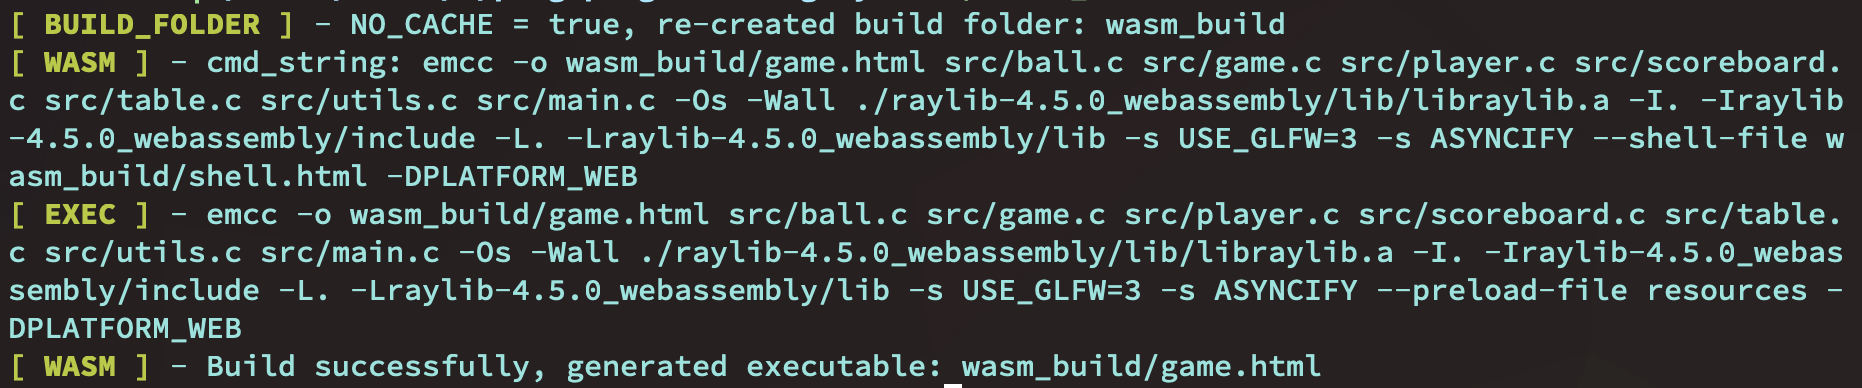 [ BUILD_FOLDER ] - NO_CACHE = true, re-created build folder: wasm_build
[ WASM ] - cmd_string: emcc -o wasm_build/game.html src/ball.c src/game.c src/player.c src/scoreboard.
c src/table.c src/utils.c src/main.c -Os -Wall ./raylib-4.5.0_webassembly/lib/libraylib.a -I. -Iraylib
-4.5.0_webassembly/include -L. -Lraylib-4.5.0_webassembly/lib -s USE_GLFW=3 -s ASYNCIFY --shell-file w
asm_build/shell.html -DPLATFORM_WEB
[ EXEC ] - emcc -o wasm_build/game.html src/ball.c src/game.c src/player.c src/scoreboard.c src/table.
c src/utils.c src/main.c -Os -Wall ./raylib-4.5.0_webassembly/lib/libraylib.a -I. -Iraylib-4.5.0_webas
sembly/include -L. -Lraylib-4.5.0_webassembly/lib -s USE_GLFW=3 -s ASYNCIFY --preload-file resources -
DPLATFORM_WEB
[ WASM ] - Build successfully, generated executable: wasm_build/game.html